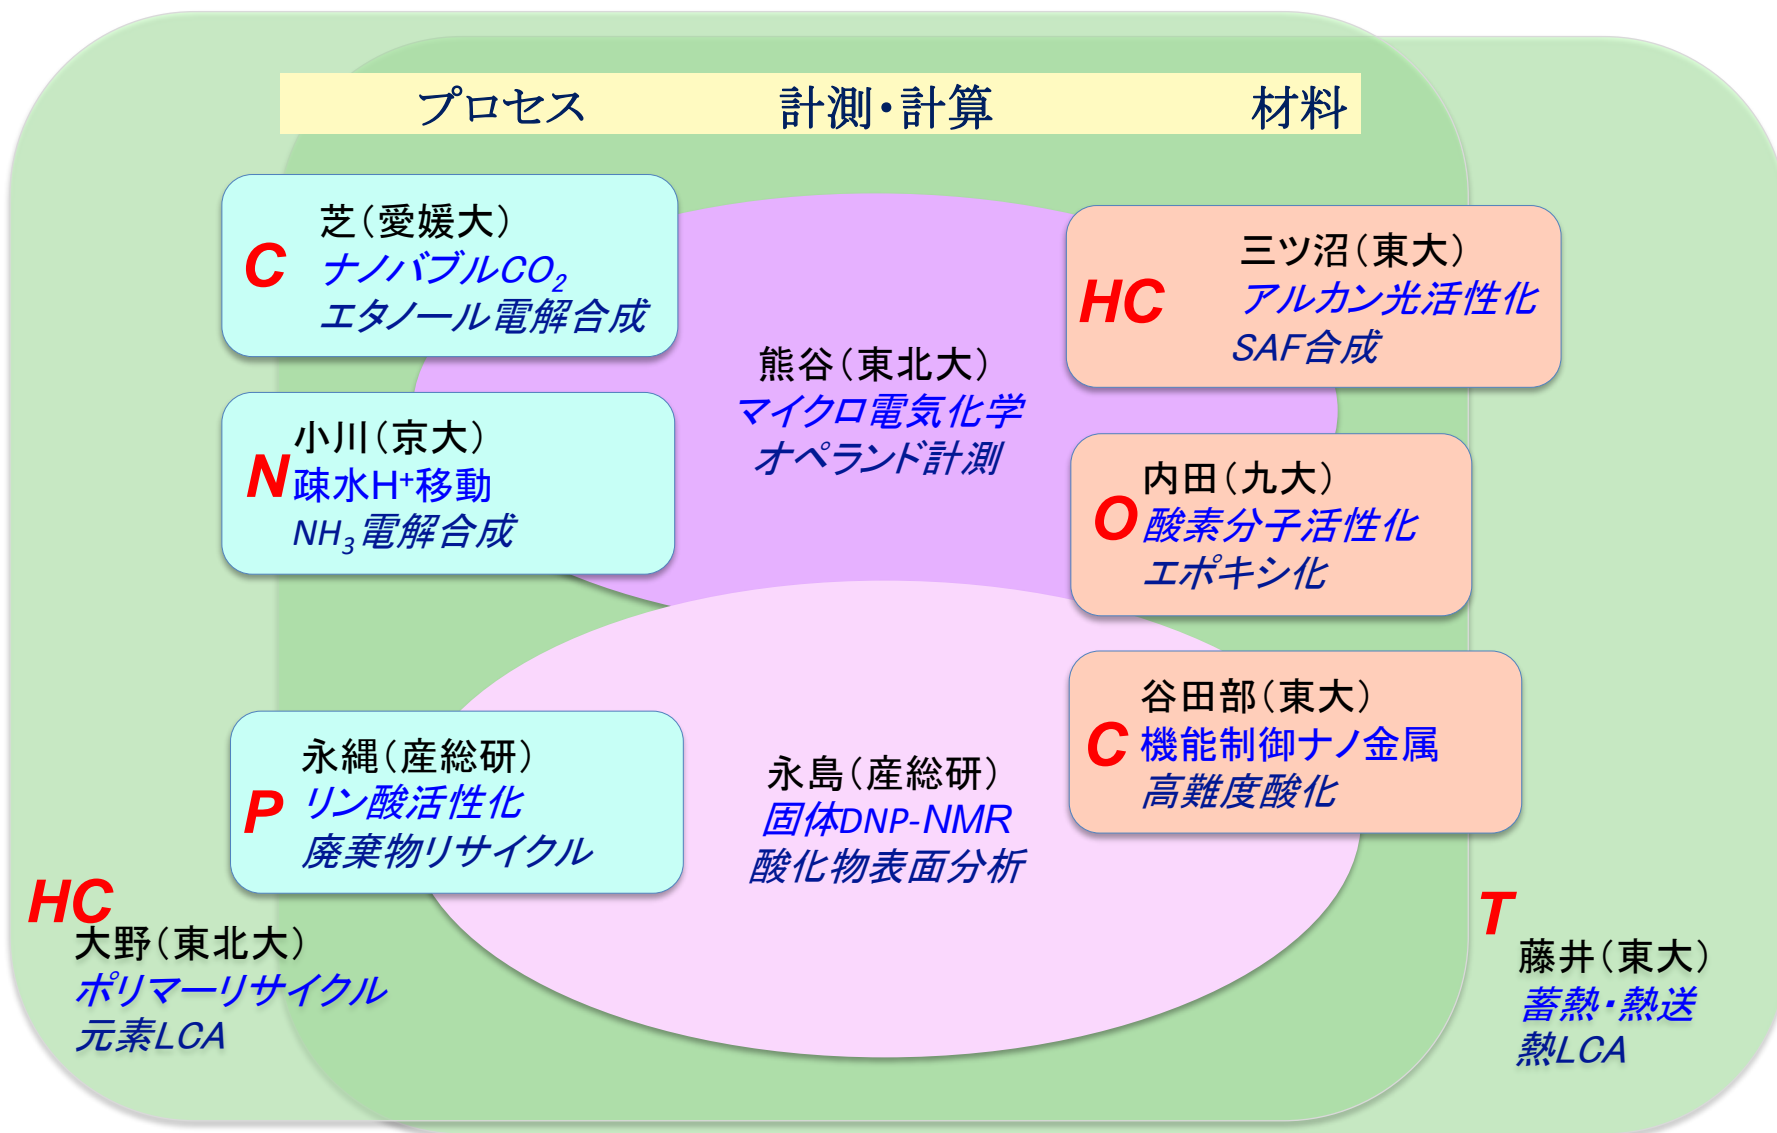 プロセス 計測・計算 材料
C
芝(愛媛大)
ナノバブルCO₂
エタノール電解合成
N
小川(京大)
疎水H⁺移動
NH₃電解合成
P
永縄(産総研)
リン酸活性化
廃棄物リサイクル
熊谷(東北大)
マイクロ電気化学
オペランド計測
永島(産総研)
固体DNP-NMR
酸化物表面分析
HC
三ツ沼(東大)
アルカン光活性化
SAF合成
O
内田(九大)
酸素分子活性化
エポキシ化
C
谷田部(東大)
機能制御ナノ金属
高難度酸化
HC
大野(東北大)
ポリマーリサイクル
元素LCA
T
藤井(東大)
蓄熱・熱送
熱LCA